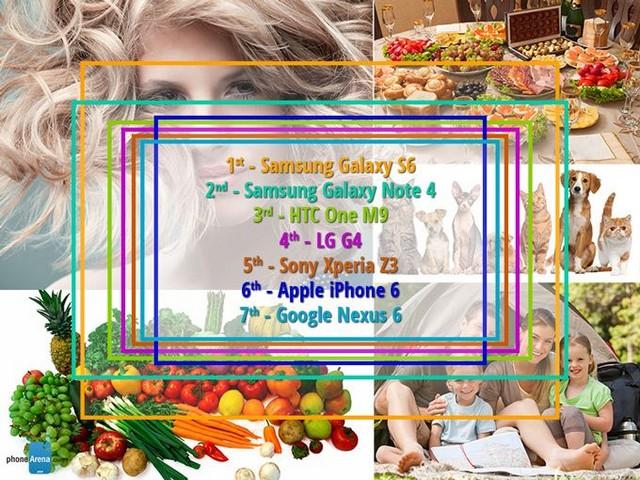 1st - Samsung Galaxy S6
2nd - Samsung Galaxy Note 4
3rd - HTC One M9
4th - LG G4
5th - Sony Xperia Z3
6th - Apple iPhone 6
7th - Google Nexus 6
phoneArena